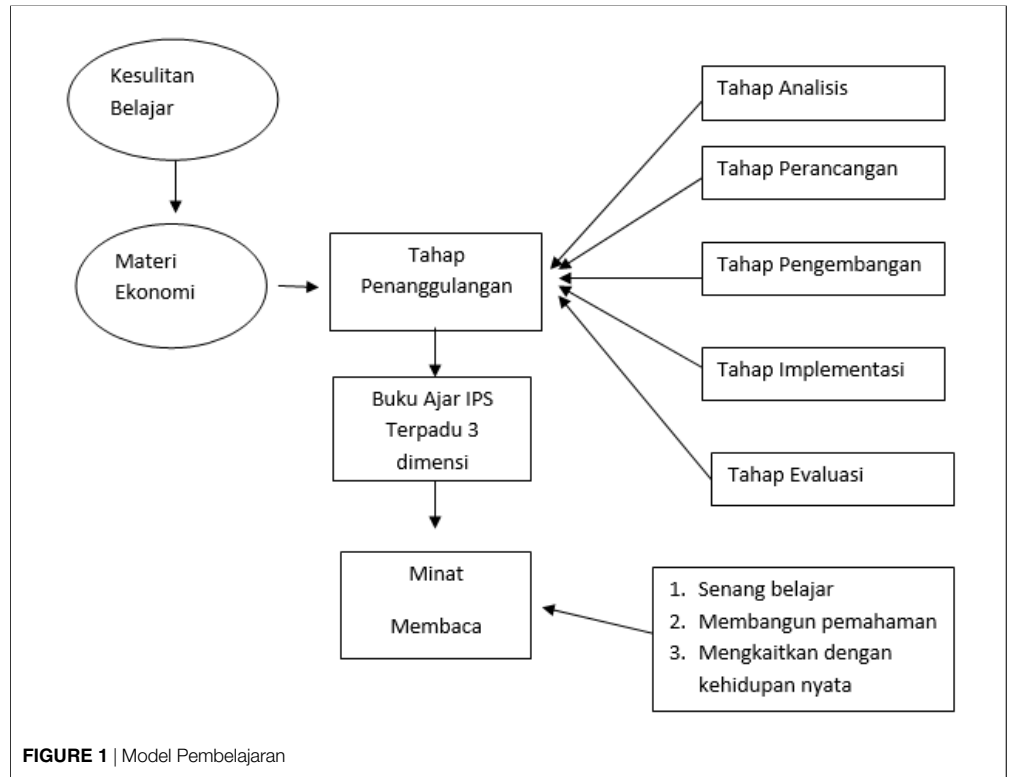 Kesulitan
Belajar
Materi
Ekonomi
Tahap
Penanggulangan
Buku Ajar IPS
Terpadu 3
dimensi
Minat
Membaca
Tahap Analisis
Tahap Perancangan
Tahap Pengembangan
Tahap Implementasi
Tahap Evaluasi
1. Senang belajar
2. Membangun pemahaman
3. Mengkaitkan dengan
kehidupan nyata
FIGURE 1 | Model Pembelajaran